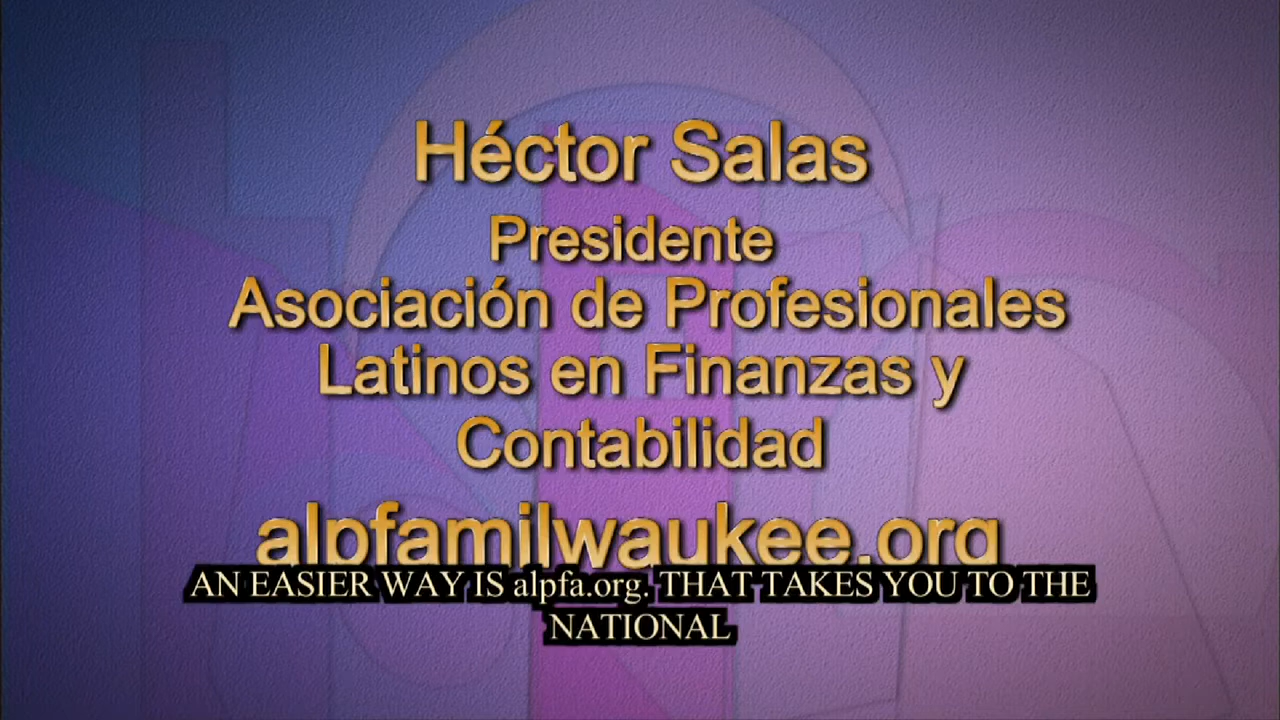 Héctor Salas
Presidente
Asociación de Profesionales
Latinos en Finanzas y
Contabilidad
alpfamilwaukee.org
AN EASIER WAY IS alpfa.org. THAT TAKES YOU TO THE
NATIONAL